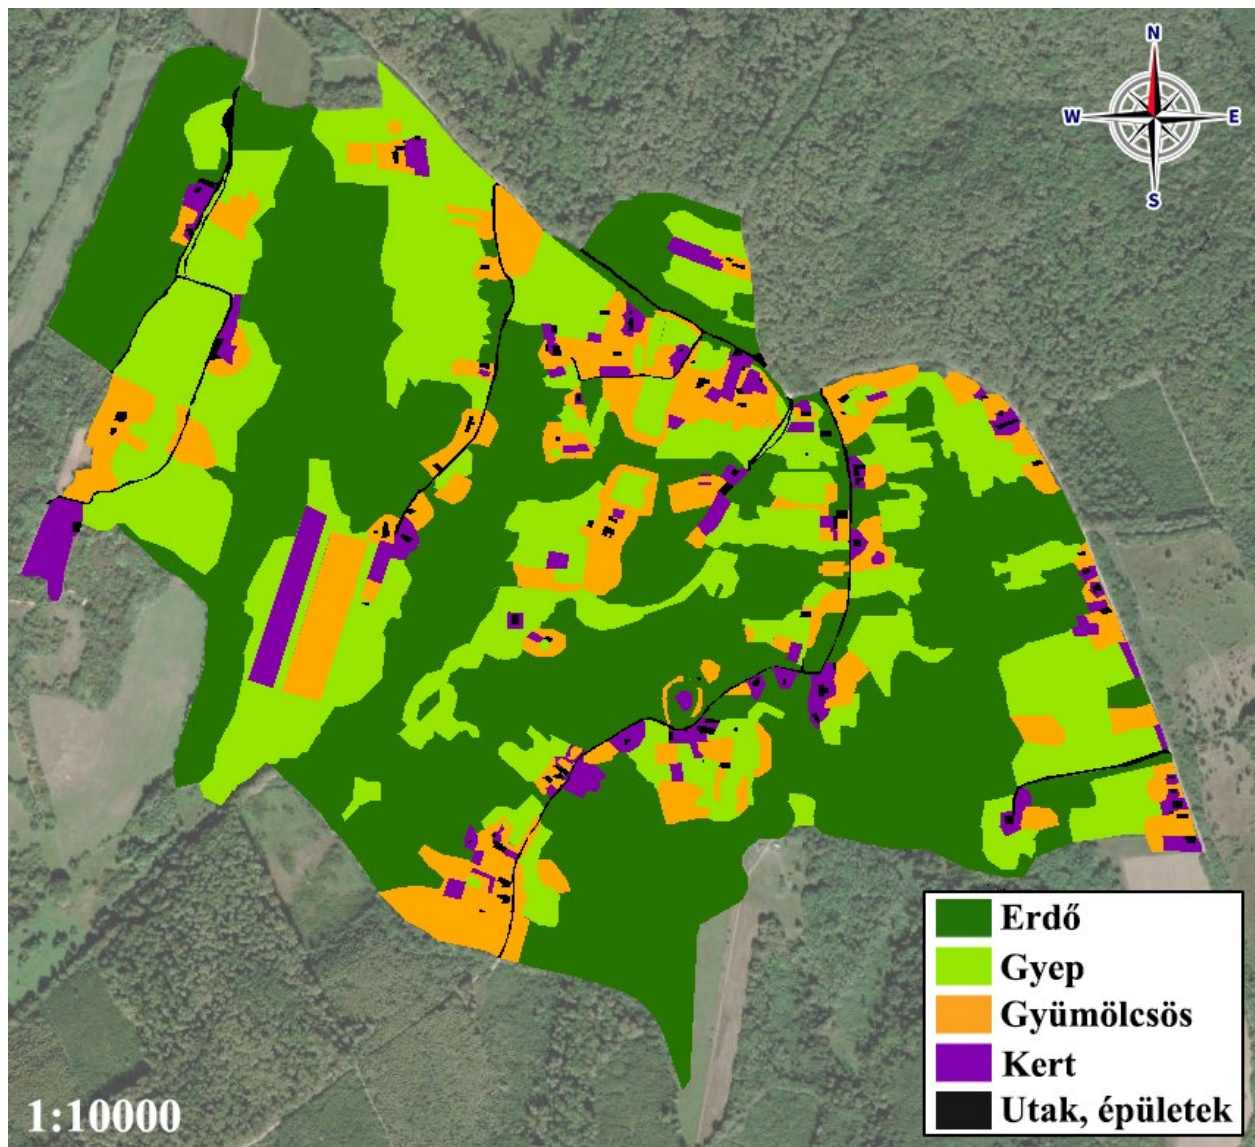 N
W E
S
Erdő
Gyep
Gyümölcsös
Kert
Utak, épületek
1:10000